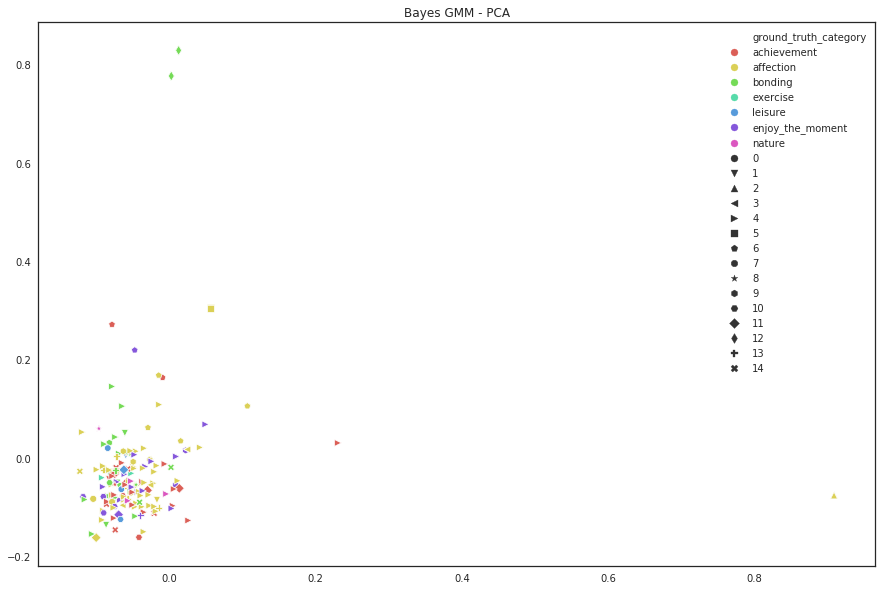 Bayes GMM - PCA
ground_truth_category
achievement
affection
bonding
exercise
leisure
enjoy_the_moment
nature
0
1
2
3
4
5
6
7
8
9
10
11
12
13
14
0.8
0.6
0.4
0.2
0.0
−0.2
0.0
0.2
0.4
0.6
0.8